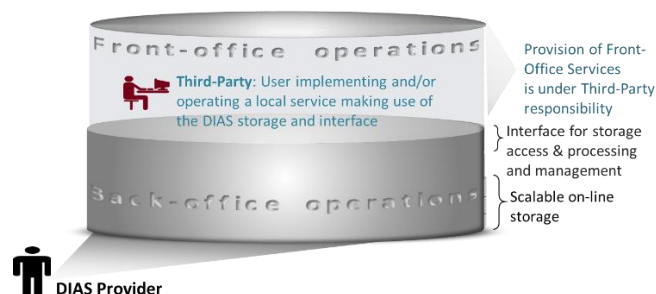 Front-office operations
Third-Party: User implementing and/or
operating a local service making use of
the DIAS storage and interface
Provision of Front-
Office Services
is under Third-Party
responsibility
Interface for storage
access & processing
and management
Back-office operations
Scalable on-line
storage
DIAS Provider